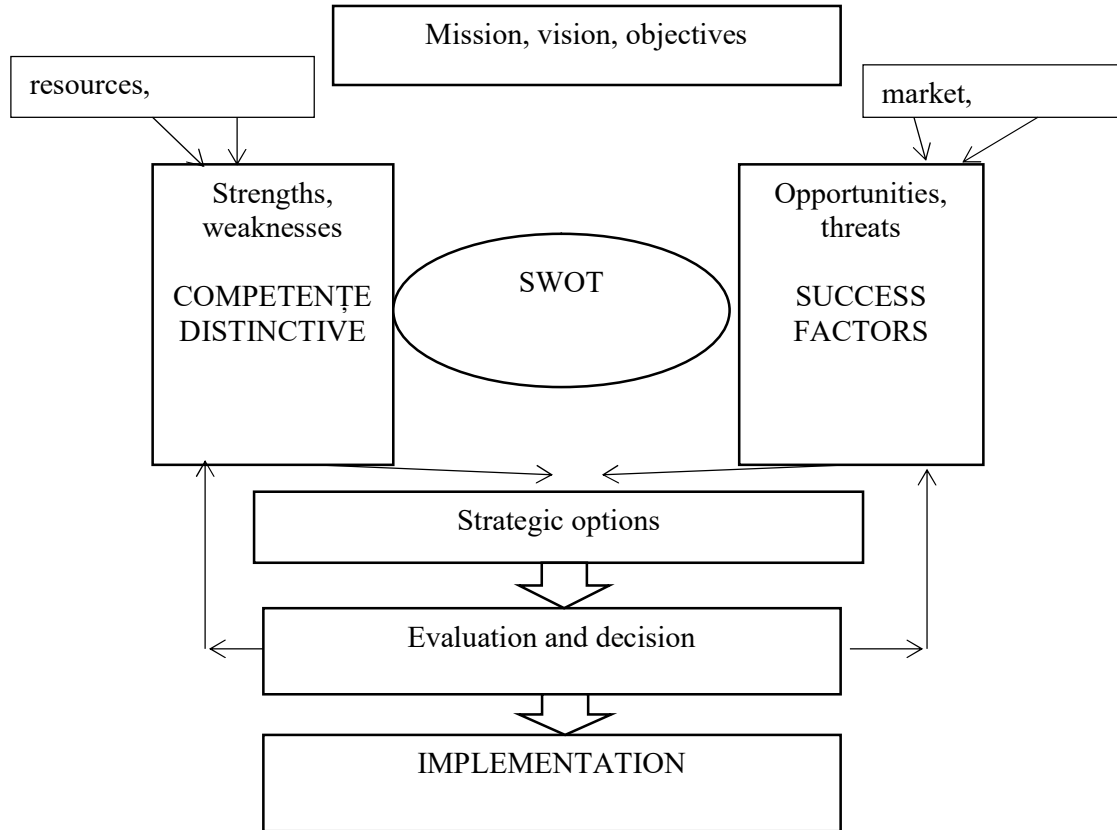 Mission, vision, objectives
resources,
market,
Strengths,
weaknesses
COMPETENȚE
DISTINCTIVE
SWOT
Opportunities,
threats
SUCCESS
FACTORS
Strategic options
Evaluation and decision
IMPLEMENTATION